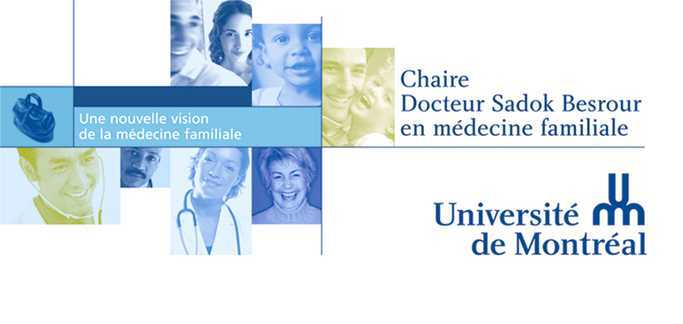 Une nouvelle vision
de la médecine familiale
Chaire
Docteur Sadok Besrour
en médecine familiale
Université
de Montréal